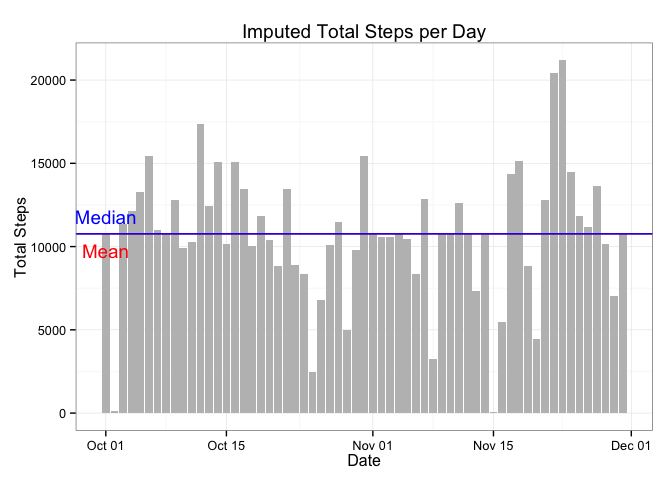 Imputed Total Steps per Day
Total Steps
20000
15000
10000
5000
0
Median
Mean
Oct 01
Oct 15
Nov 01
Nov 15
Dec 01
Date